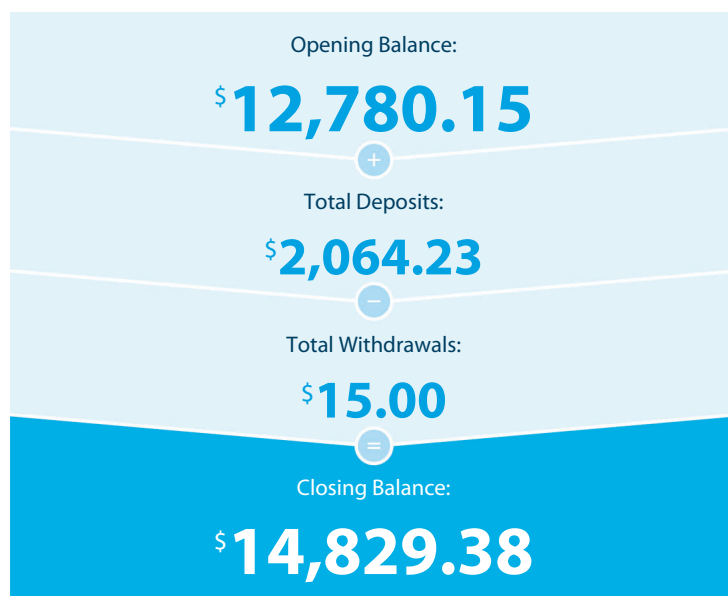 Opening Balance:
$12,780.15
+
Total Deposits:
$2,064.23
−
Total Withdrawals:
$15.00
=
Closing Balance:
$14,829.38